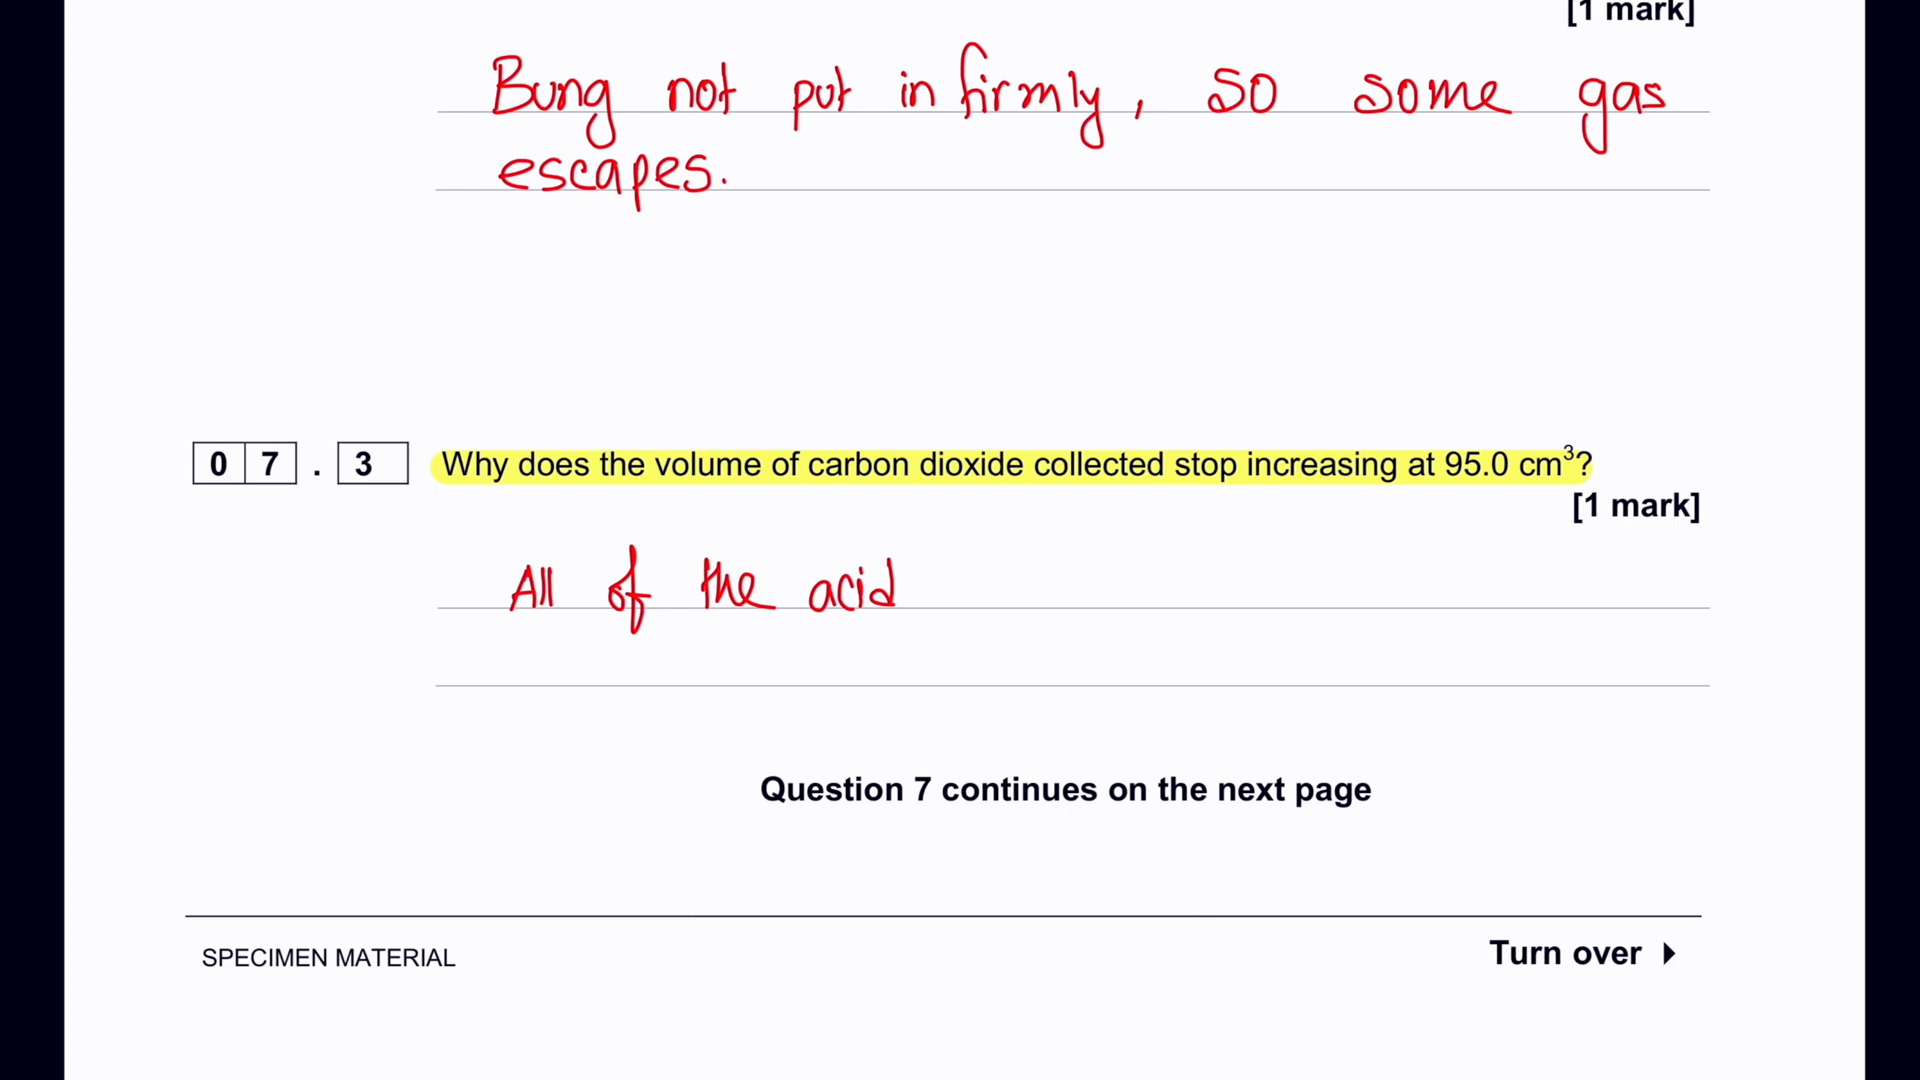 [1 mark]
Bung not put in firmly, so some gas
escapes.
0 7 . 3 Why does the volume of carbon dioxide collected stop increasing at 95.0 cm³?
[1 mark]
All of the acid
Question 7 continues on the next page
SPECIMEN MATERIAL
Turn over ▶